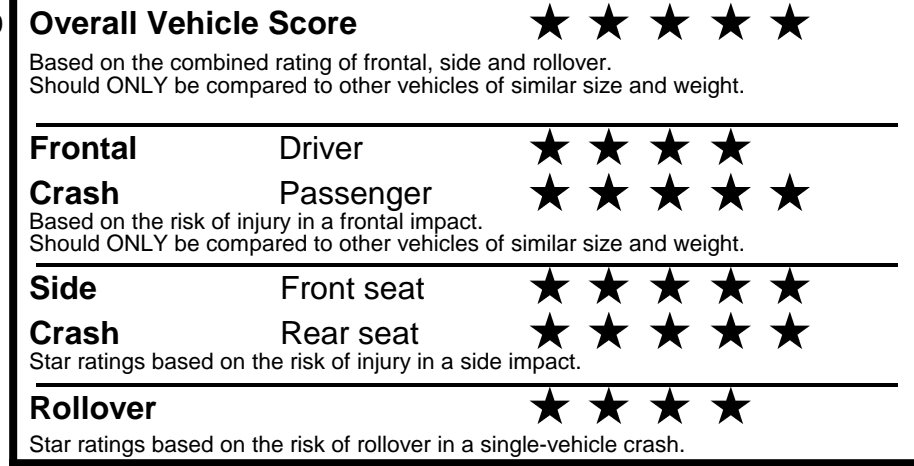 Overall Vehicle Score ★ ★ ★ ★ ★
Based on the combined rating of frontal, side and rollover.
Should ONLY be compared to other vehicles of similar size and weight.
Frontal Driver ★ ★ ★ ★
Crash Passenger ★ ★ ★ ★ ★
Based on the risk of injury in a frontal impact.
Should ONLY be compared to other vehicles of similar size and weight.
Side Front seat ★ ★ ★ ★ ★
Crash Rear seat ★ ★ ★ ★ ★
Star ratings based on the risk of injury in a side impact.
Rollover ★ ★ ★ ★
Star ratings based on the risk of rollover in a single-vehicle crash.